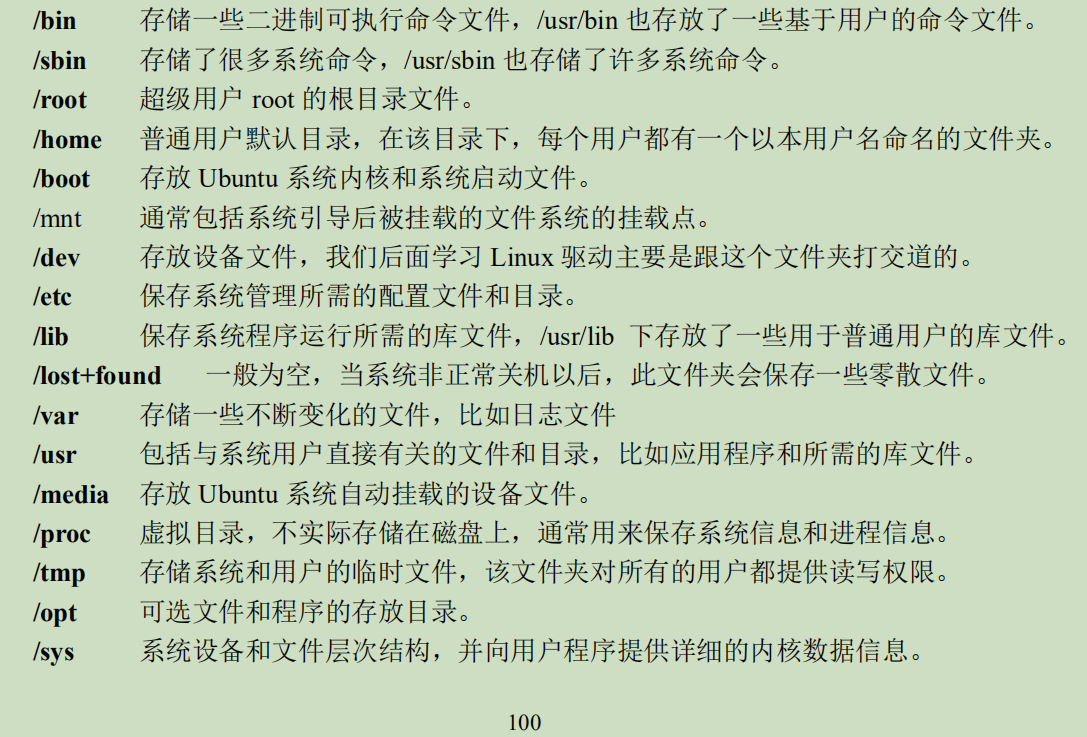 /bin 存储一些二进制可执行命令文件，/usr/bin 也存放了一些基于用户的命令文件。
/sbin 存储了很多系统命令，/usr/sbin 也存储了许多系统命令。
/root 超级用户 root 的根目录文件。
/home 普通用户默认目录，在该目录下，每个用户都有一个以本用户名命名的文件夹。
/boot 存放 Ubuntu 系统内核和系统启动文件。
/mnt 通常包括系统引导后被挂载的文件系统的挂载点。
/dev 存放设备文件，我们后面学习 Linux 驱动主要是跟这个文件夹打交道的。
/etc 保存系统管理所需的配置文件和目录。
/lib 保存系统程序运行所需的库文件，/usr/lib 下存放了一些用于普通用户的库文件。
/lost+found 一般为空，当系统非正常关机以后，此文件夹会保存一些零散文件。
/var 存储一些不断变化的文件，比如日志文件
/usr 包括与系统用户直接有关的文件和目录，比如应用程序和所需的库文件。
/media 存放 Ubuntu 系统自动挂载的设备文件。
/proc 虚拟目录，不实际存储在磁盘上，通常用来保存系统信息和进程信息。
/tmp 存储系统和用户的临时文件，该文件夹对所有的用户都提供读写权限。
/opt 可选文件和程序的存放目录。
/sys 系统设备和文件层次结构，并向用户程序提供详细的内核数据信息。
100